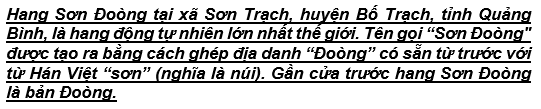 Hang Sơn Đoòng tại xã Sơn Trạch, huyện Bố Trạch, tỉnh Quảng
Bình, là hang động tự nhiên lớn nhất thế giới. Tên gọi “Sơn Đoòng"
được tạo ra bằng cách ghép địa danh “Đoòng” có sẵn từ trước với
từ Hán Việt “sơn” (nghĩa là núi). Gần cửa trước hang Sơn Đoòng
là bản Đoòng.